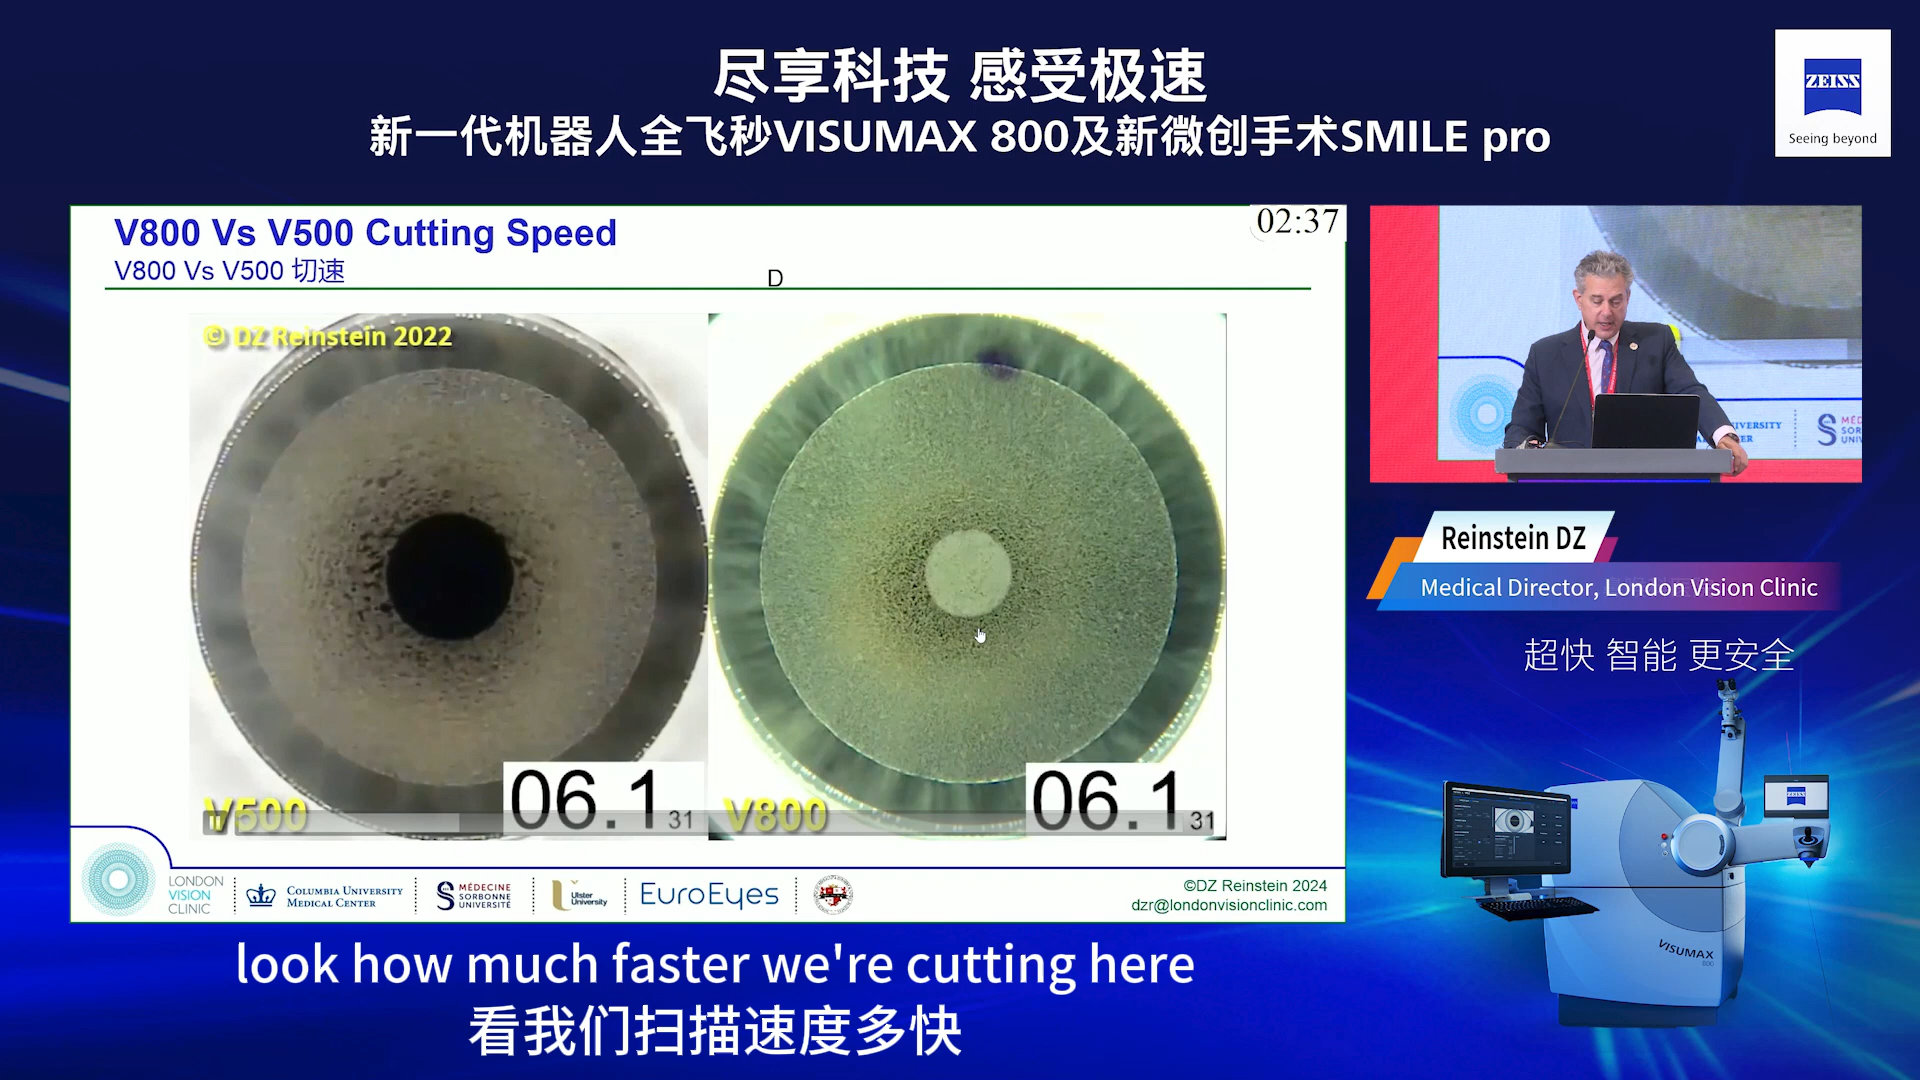 尽享科技 感受极速
新一代机器人全飞秒VISUMAX 800及新微创手术SMILE pro
ZEISS
Seeing beyond
V800 Vs V500 Cutting Speed
V800 Vs V500 切速
02:37
D
© DZ Reinstein 2022
V500
06.1 31
V800
06.1 31
LONDON
VISION
CLINIC
COLUMBIA UNIVERSITY
MEDICAL CENTER
MÉDECINE
SORBONNE
UNIVERSITÉ
Ulster
University
EuroEyes
©DZ Reinstein 2024
dzr@londonvisionclinic.com
Reinstein DZ
Medical Director, London Vision Clinic
超快 智能 更安全
ZEISS
VISUMAX
800
look how much faster we're cutting here
看我们扫描速度多快